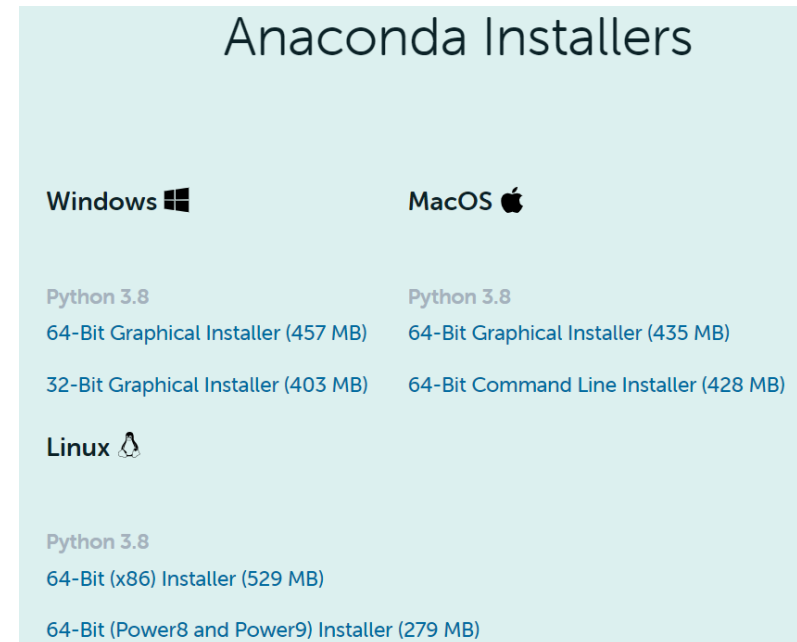 Anaconda Installers
Windows
Python 3.8
64-Bit Graphical Installer (457 MB)
32-Bit Graphical Installer (403 MB)
MacOS
Python 3.8
64-Bit Graphical Installer (435 MB)
64-Bit Command Line Installer (428 MB)
Linux
Python 3.8
64-Bit (x86) Installer (529 MB)
64-Bit (Power8 and Power9) Installer (279 MB)